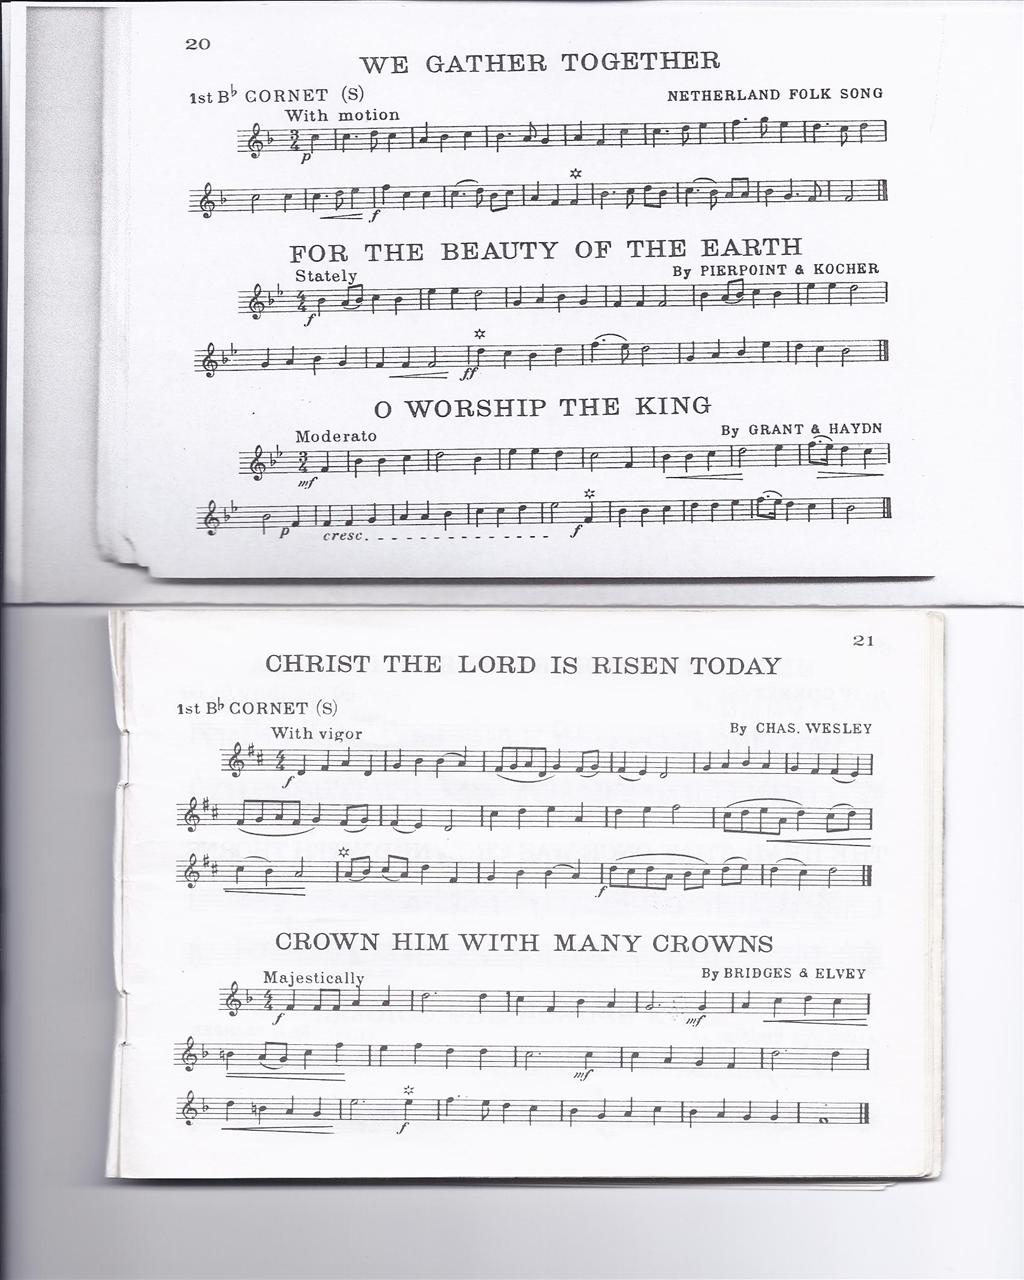 20
WE GATHER TOGETHER
1st B♭ CORNET (S)
NETHERLAND FOLK SONG
With motion
p
f
FOR THE BEAUTY OF THE EARTH
Stately
By PIERPOINT & KOCHER
f
ff
O WORSHIP THE KING
Moderato
By GRANT & HAYDN
mf
p cresc. f
21
CHRIST THE LORD IS RISEN TODAY
1st B♭ CORNET (S)
With vigor
By CHAS. WESLEY
f
f
CROWN HIM WITH MANY CROWNS
Majestically
By BRIDGES & ELVEY
f mf
mf
f